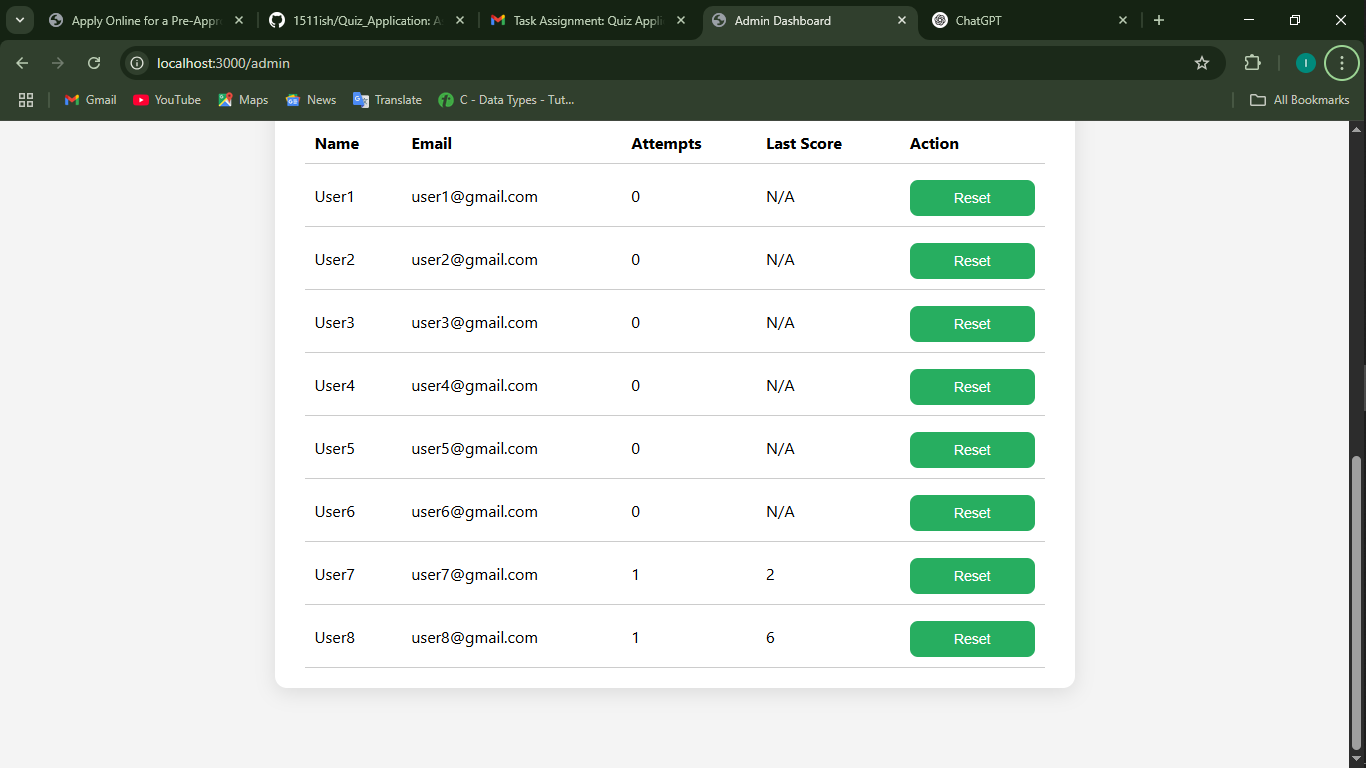 Apply Online for a Pre-Appr
1511ish/Quiz_Application: A
Task Assignment: Quiz Appli
Admin Dashboard
ChatGPT
localhost:3000/admin
I
Gmail
YouTube
Maps
News
Translate
C - Data Types - Tut...
All Bookmarks
Name Email Attempts Last Score Action
User1 user1@gmail.com 0 N/A Reset
User2 user2@gmail.com 0 N/A Reset
User3 user3@gmail.com 0 N/A Reset
User4 user4@gmail.com 0 N/A Reset
User5 user5@gmail.com 0 N/A Reset
User6 user6@gmail.com 0 N/A Reset
User7 user7@gmail.com 1 2 Reset
User8 user8@gmail.com 1 6 Reset